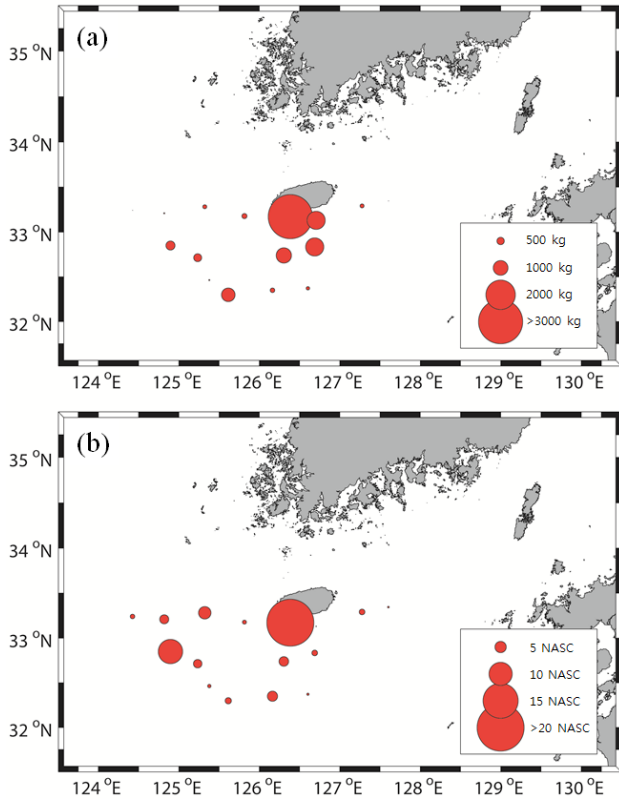 (a)
35 °N
34 °N
33 °N
32 °N
500 kg
1000 kg
2000 kg
>3000 kg
124 °E 125 °E 126 °E 127 °E 128 °E 129 °E 130 °E
(b)
35 °N
34 °N
33 °N
32 °N
5 NASC
10 NASC
15 NASC
>20 NASC
124 °E 125 °E 126 °E 127 °E 128 °E 129 °E 130 °E